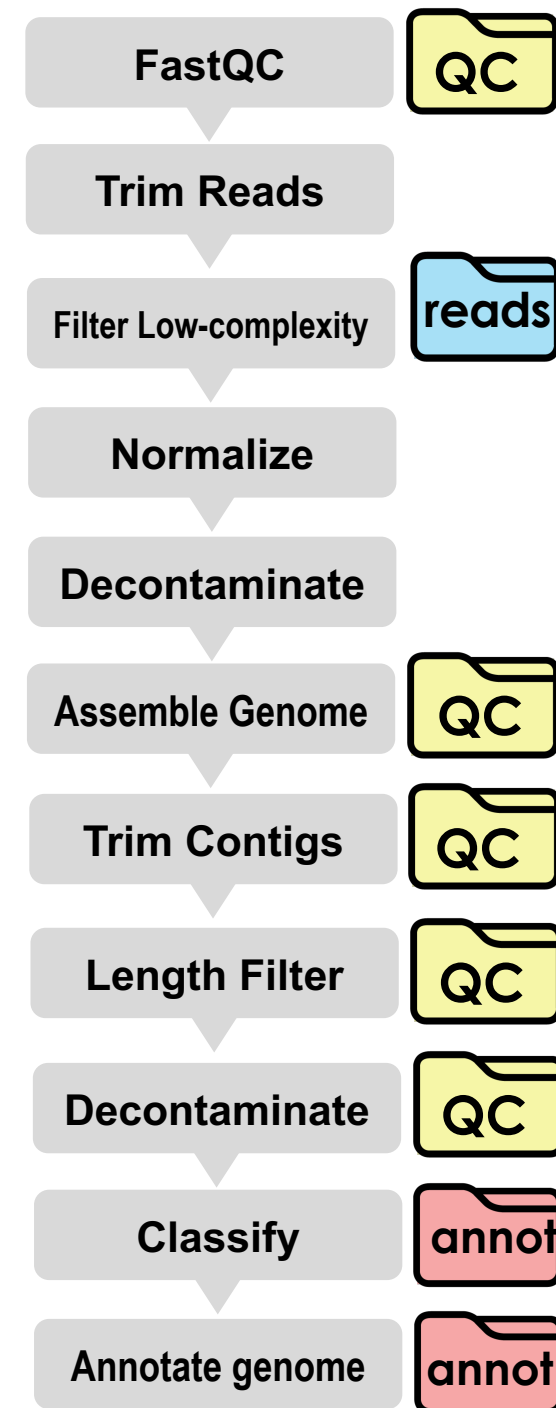 FastQC
QC
Trim Reads
Filter Low-complexity
reads
Normalize
Decontaminate
Assemble Genome
QC
Trim Contigs
QC
Length Filter
QC
Decontaminate
QC
Classify
annot
Annotate genome
annot